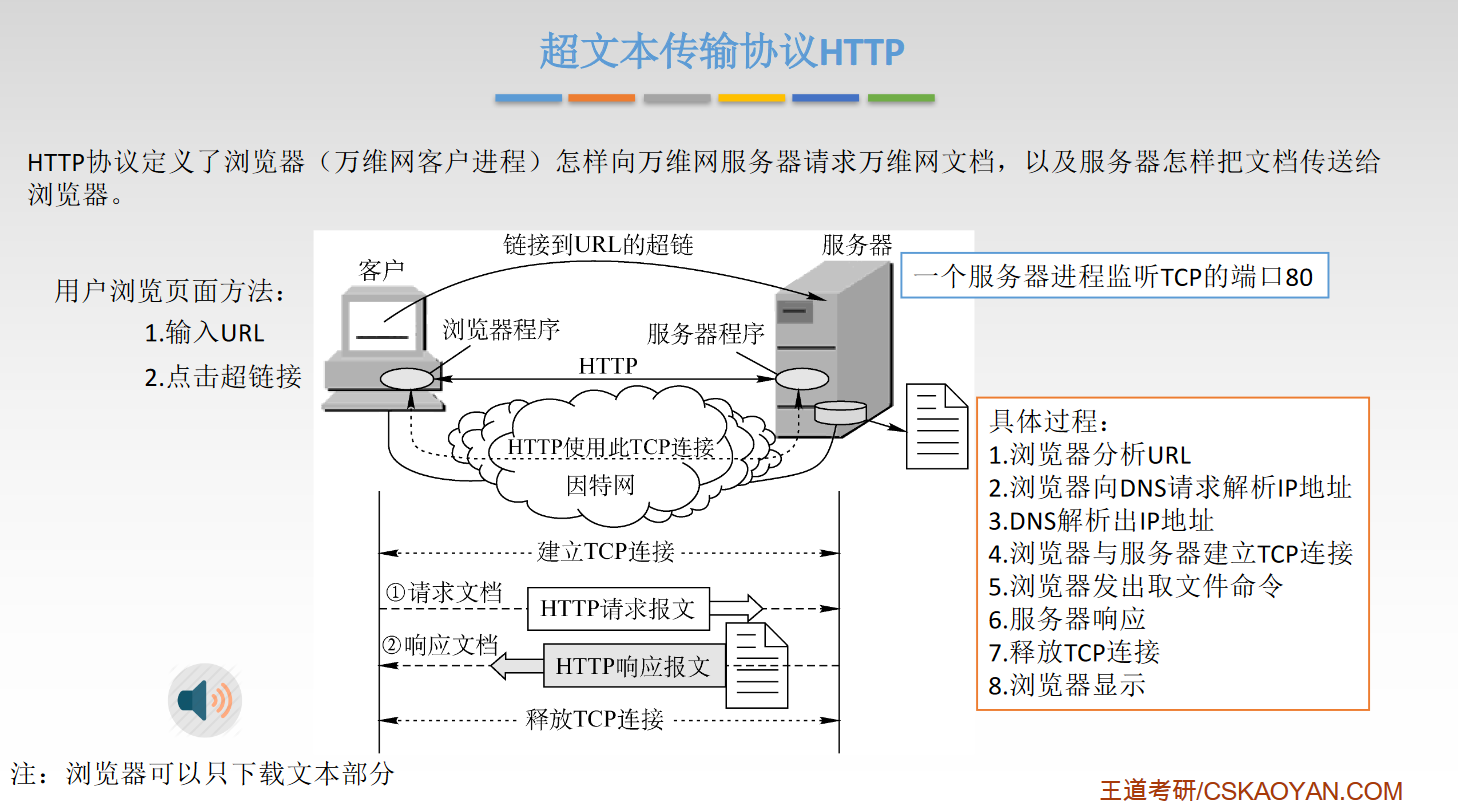 超文本传输协议HTTP
HTTP协议定义了浏览器（万维网客户进程）怎样向万维网服务器请求万维网文档，以及服务器怎样把文档传送给
浏览器。
用户浏览页面方法：
1.输入URL
2.点击超链接
链接到URL的超链
客户
服务器
一个服务器进程监听TCP的端口80
浏览器程序
服务器程序
HTTP
HTTP使用此TCP连接
因特网
建立TCP连接
①请求文档
HTTP请求报文
②响应文档
HTTP响应报文
释放TCP连接
具体过程：
1.浏览器分析URL
2.浏览器向DNS请求解析IP地址
3.DNS解析出IP地址
4.浏览器与服务器建立TCP连接
5.浏览器发出取文件命令
6.服务器响应
7.释放TCP连接
8.浏览器显示
注：浏览器可以只下载文本部分
王道考研/CSKAOYAN.COM